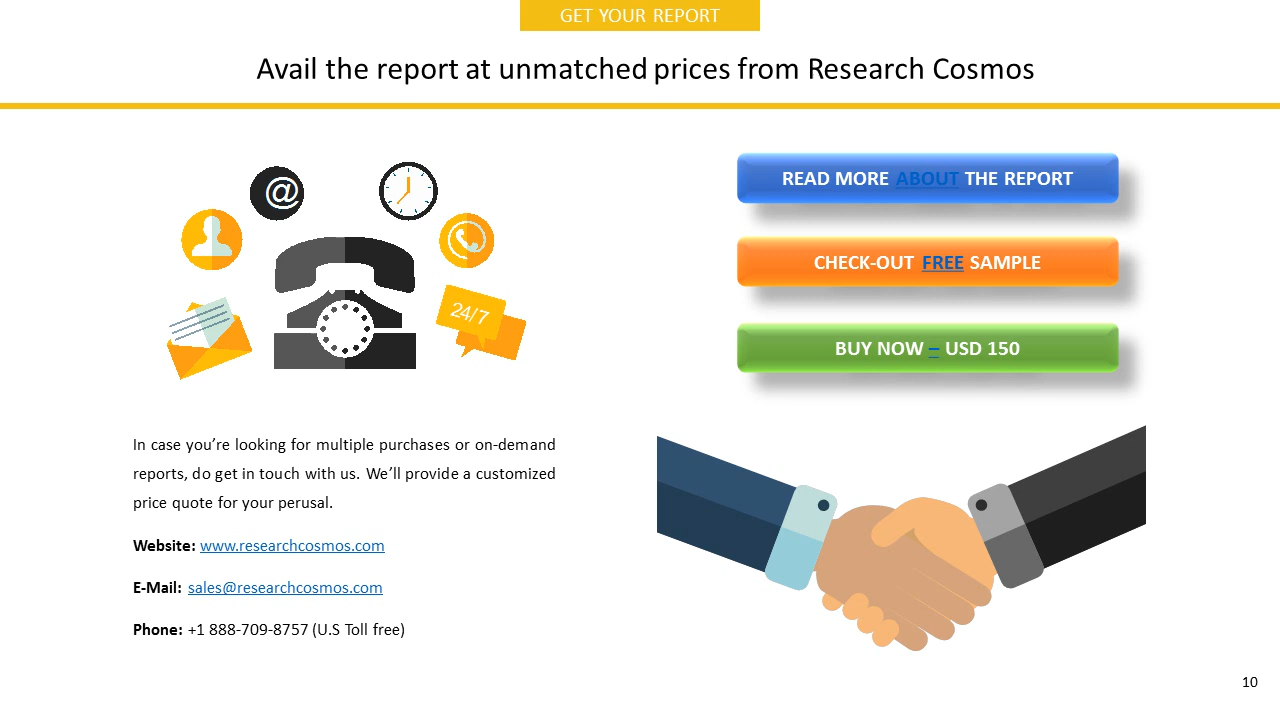 GET YOUR REPORT
Avail the report at unmatched prices from Research Cosmos
@
24/7
READ MORE ABOUT THE REPORT
CHECK-OUT FREE SAMPLE
BUY NOW – USD 150
In case you’re looking for multiple purchases or on-demand
reports, do get in touch with us. We’ll provide a customized
price quote for your perusal.
Website: www.researchcosmos.com
E-Mail: sales@researchcosmos.com
Phone: +1 888-709-8757 (U.S Toll free)
10